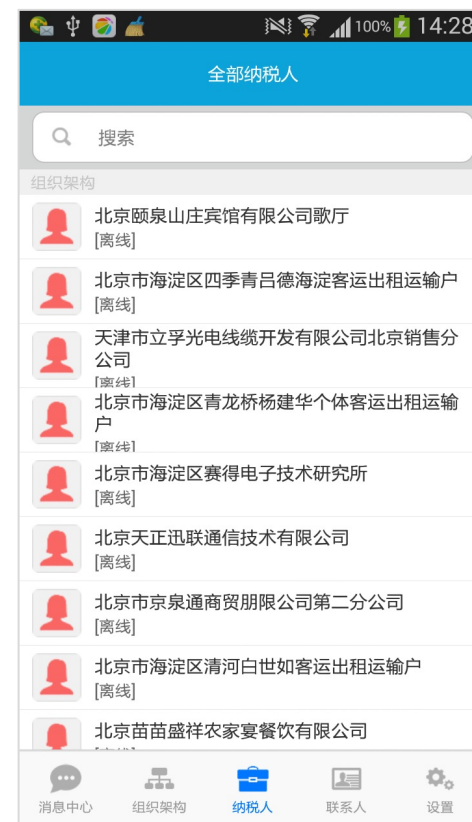 100% 14:28
全部纳税人
搜索
组织架构
北京颐泉山庄宾馆有限公司歌厅
[离线]
北京市海淀区四季青吕德海淀客运出租运输户
[离线]
天津市立孚光电线缆开发有限公司北京销售分
公司
[离线]
北京市海淀区青龙桥杨建华个体客运出租运输
户
[离线]
北京市海淀区赛得电子技术研究所
[离线]
北京天正迅联通信技术有限公司
[离线]
北京市京泉通商贸朋限公司第二分公司
[离线]
北京市海淀区清河白世如客运出租运输户
[离线]
北京苗苗盛祥农家宴餐饮有限公司
消息中心 组织架构 纳税人 联系人 设置